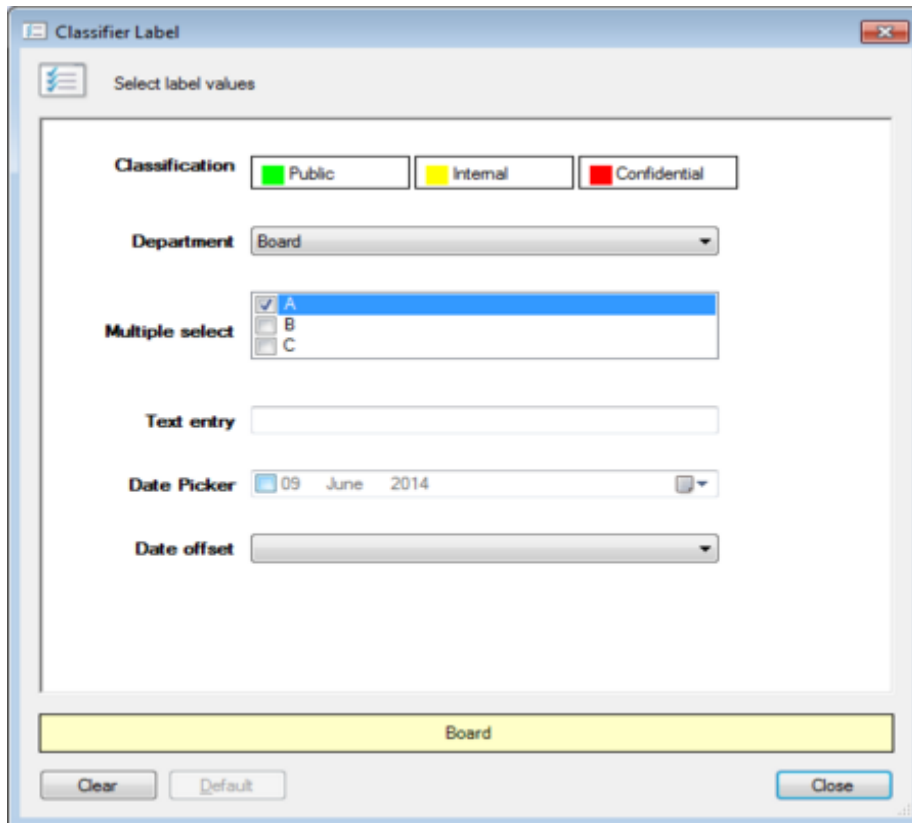 Classifier Label
Select label values
Classification Public Internal Confidential
Department Board
Multiple select
A
B
C
Text entry
Date Picker 09 June 2014
Date offset
Board
Clear Default Close